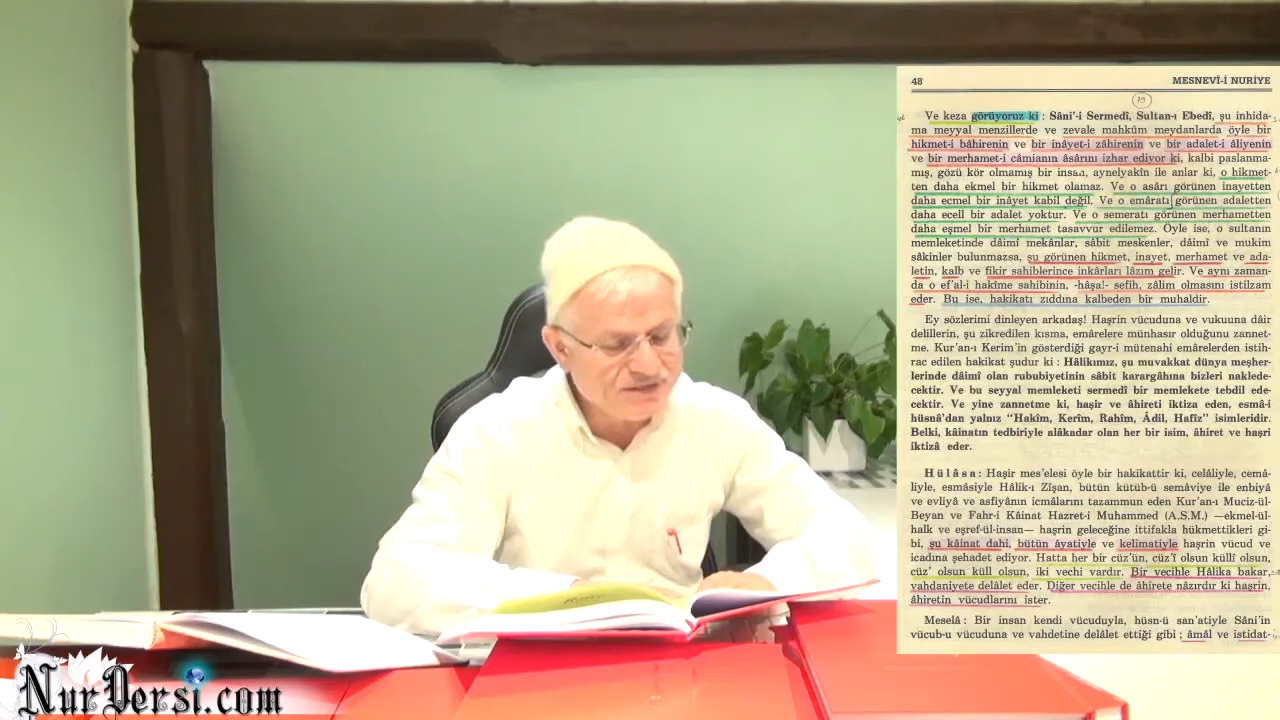 48 MESNEVÎ-İ NURİYE
Ve keza görüyoruz ki : Sâni'-i Sermedî, Sultan-ı Ebedî, şu inhida-
ma meyyal menzillerde ve zevale mahkûm meydanlarda öyle bir
hikmet-i bâhirenin ve bir inâyet-i zâhirenin ve bir adalet-i âliyenin
ve bir merhamet-i câmianın âsârını izhar ediyor ki, kalbi paslanma-
mış, gözü kör olmamış bir insan, aynelyakîn ile anlar ki, o hikmet-
ten daha ekmel bir hikmet olamaz. Ve o asârı görünen inayetten
daha ecmel bir inâyet kabil değil. Ve o emâratı görünen adaletten
daha ecell bir adalet yoktur. Ve o semeratı görünen merhametten
daha eşmel bir merhamet tasavvur edilemez. Öyle ise, o sultanın
memleketinde dâimî mekânlar, sâbit meskenler, dâimî ve mukim
sâkinler bulunmazsa, şu görünen hikmet, inayet, merhamet ve ada-
letin, kalb ve fikir sahiblerince inkârları lâzım gelir. Ve aynı zaman-
da o ef'al-i hakîme sahibinin, -hâşa!- sefih, zâlim olmasını istilzam
eder. Bu ise, hakikatı zıddına kalbeden bir muhaldir.
Ey sözlerimi dinleyen arkadaş! Haşrin vücuduna ve vukuuna dâir
delillerin, şu zikredilen kısma, emârelere münhasır olduğunu zannet-
me. Kur'an-ı Kerim'in gösterdiği gayr-i mütenahi emârelerden istih-
rac edilen hakikat şudur ki : Hâlikımız, şu muvakkat dünya meşher-
lerinde dâimî olan rububiyetinin sâbit karargâhına bizleri naklede-
cektir. Ve bu seyyal memleketi sermedî bir memlekete tebdil ede-
cektir. Ve yine zannetme ki, haşir ve âhireti iktiza eden, esmâ-i
hüsnâ'dan yalnız "Hakîm, Kerîm, Rahîm, Âdil, Hafîz" isimleridir.
Belki, kâinatın tedbiriyle alâkadar olan her bir isim, âhiret ve haşri
iktizâ eder.
Hülâsa : Haşir mes'elesi öyle bir hakikattir ki, celâliyle, cemâ-
liyle, esmâsiyle Hâlik-ı Zîşan, bütün kütüb-ü semâviye ile enbiyâ
ve evliyâ ve asfiyânın icmâlarını tazammun eden Kur'an-ı Muciz-ül-
Beyan ve Fahr-i Kâinat Hazret-i Muhammed (A.S.M.) —ekmel-ül-
halk ve eşref-ül-insan— haşrin geleceğine ittifakla hükmettikleri gi-
bi, şu kâinat dahi, bütün âyatiyle ve kelimatiyle haşrin vücud ve
icadına şehadet ediyor. Hatta her bir cüz'ün, cüz'î olsun küllî olsun,
cüz' olsun küll olsun, iki vechi vardır. Bir vecihle Hâlika bakar,
vahdaniyete delâlet eder. Diğer vecihle de âhirete nâzırdır ki haşrin,
âhiretin vücudlarını ister.
Meselâ : Bir insan kendi vücuduyla, hüsn-ü san'atiyle Sâni'in
vücub-u vücuduna ve vahdetine delâlet ettiği gibi ; âmâl ve istidat-
NurDersi.com